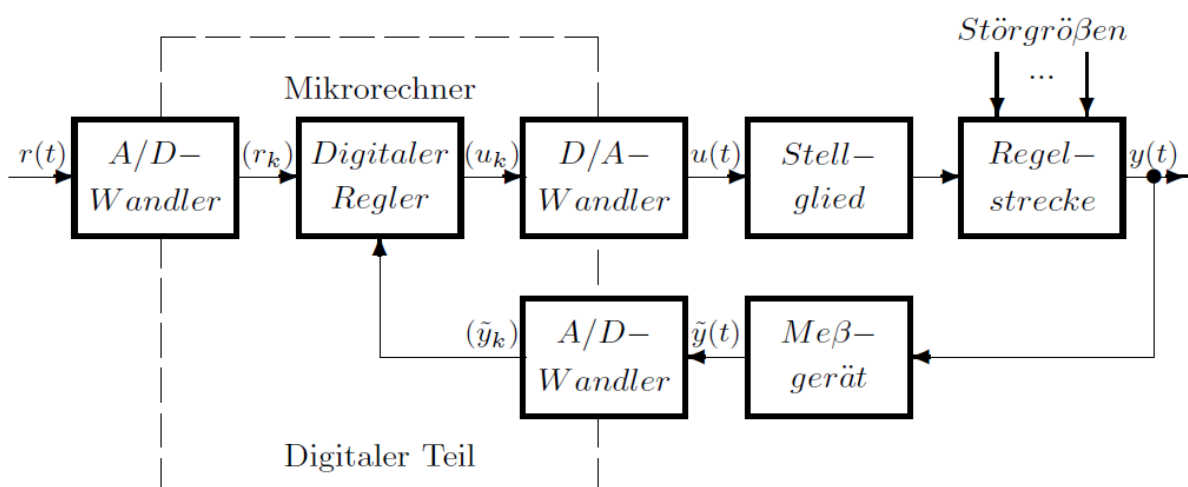 Störgrößen
...
Mikrorechner
r(t)
A/D−
Wandler
(r_k)
Digitaler
Regler
(u_k)
D/A−
Wandler
u(t)
Stell−
glied
Regel−
strecke
y(t)
(ỹ_k)
A/D−
Wandler
ỹ(t)
Meß−
gerät
Digitaler Teil